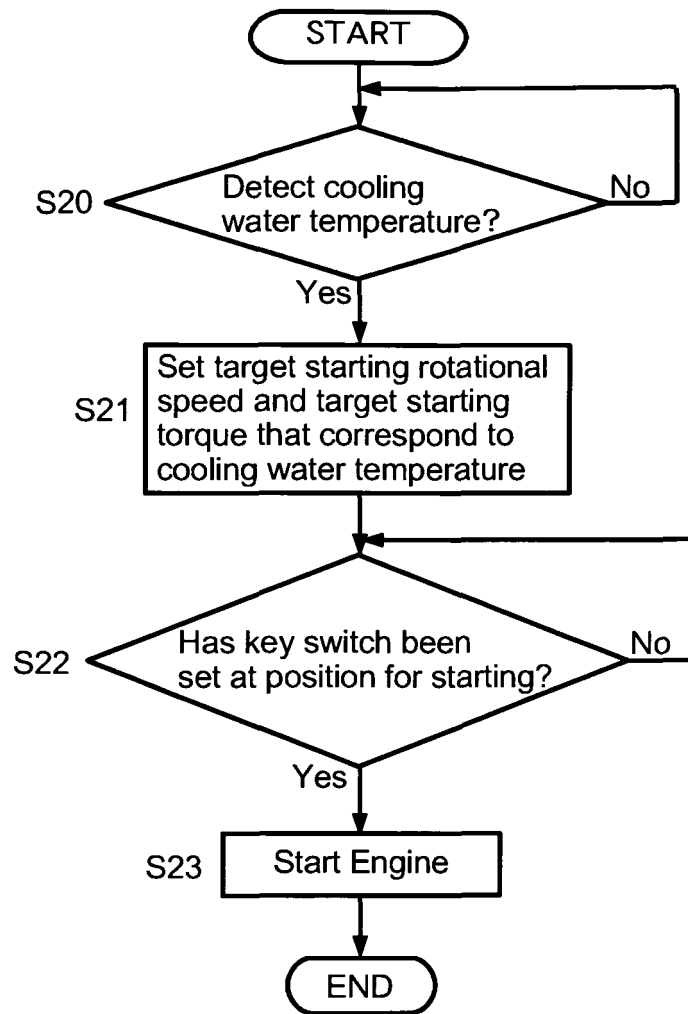 START
S20
Detect cooling
water temperature?
No
Yes
S21
Set target starting rotational
speed and target starting
torque that correspond to
cooling water temperature
S22
Has key switch been
set at position for starting?
No
Yes
S23
Start Engine
END